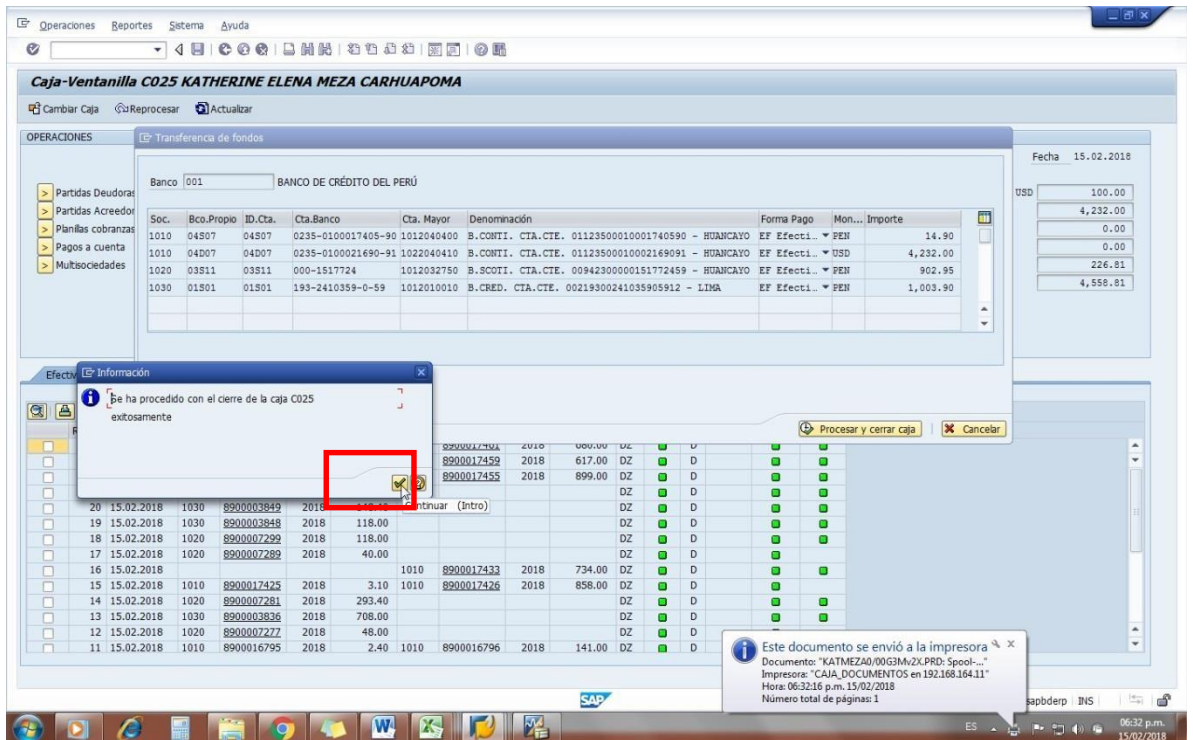 Operaciones Reportes Sistema Ayuda
Caja-Ventanilla C025 KATHERINE ELENA MEZA CARHUAPOMA
Cambiar Caja Reprocesar Actualizar
OPERACIONES
Transferencia de fondos
Fecha 15.02.2018
Banco 001 BANCO DE CRÉDITO DEL PERÚ
> Partidas Deudoras
> Partidas Acreedor
> Planillas cobranzas
> Pagos a cuenta
> Multisociedades
USD 100.00
4,232.00
0.00
0.00
226.81
4,558.81
Soc. Bco.Propio ID.Cta. Cta.Banco Cta. Mayor Denominación Forma Pago Mon... Importe
1010 04S07 04S07 0235-0100017405-90 1012040400 B.CONTI. CTA.CTE. 01123500010001740590 - HUANCAYO EF Efecti... PEN 14.90
1010 04D07 04D07 0235-0100021690-91 1022040410 B.CONTI. CTA.CTE. 01123500010002169091 - HUANCAYO EF Efecti... USD 4,232.00
1020 03S11 03S11 000-1517724 1012032750 B.SCOTI. CTA.CTE. 00942300000151772459 - HUANCAYO EF Efecti... PEN 902.95
1030 01S01 01S01 193-2410359-0-59 1012010010 B.CRED. CTA.CTE. 00219300241035905912 - LIMA EF Efecti... PEN 1,003.90
Efectiv
Información
Se ha procedido con el cierre de la caja C025
exitosamente
Procesar y cerrar caja Cancelar
2018 DZ D
8900017459 2018 617.00 DZ D
8900017455 2018 899.00 DZ D
DZ D
Continuar (Intro)
20 15.02.2018 1030 8900003849 2018 DZ D
19 15.02.2018 1030 8900003848 2018 118.00 DZ D
18 15.02.2018 1020 8900007299 2018 118.00 DZ D
17 15.02.2018 1020 8900007289 2018 40.00 DZ D
16 15.02.2018 1010 8900017433 2018 734.00 DZ D
15 15.02.2018 1010 8900017425 2018 3.10 1010 8900017426 2018 858.00 DZ D
14 15.02.2018 1020 8900007281 2018 293.40 DZ D
13 15.02.2018 1030 8900003836 2018 708.00 DZ D
12 15.02.2018 1020 8900007277 2018 48.00 DZ D
11 15.02.2018 1010 8900016795 2018 2.40 1010 8900016796 2018 141.00 DZ D
Este documento se envió a la impresora
Documento: "KATMEZA0/00G3Mv2X.PRD: Spool-..."
Impresora: "CAJA_DOCUMENTOS en 192.168.164.11"
Hora: 06:32:16 p.m. 15/02/2018
Número total de páginas: 1
SAP
sapbderp INS
ES
06:32 p.m.
15/02/2018